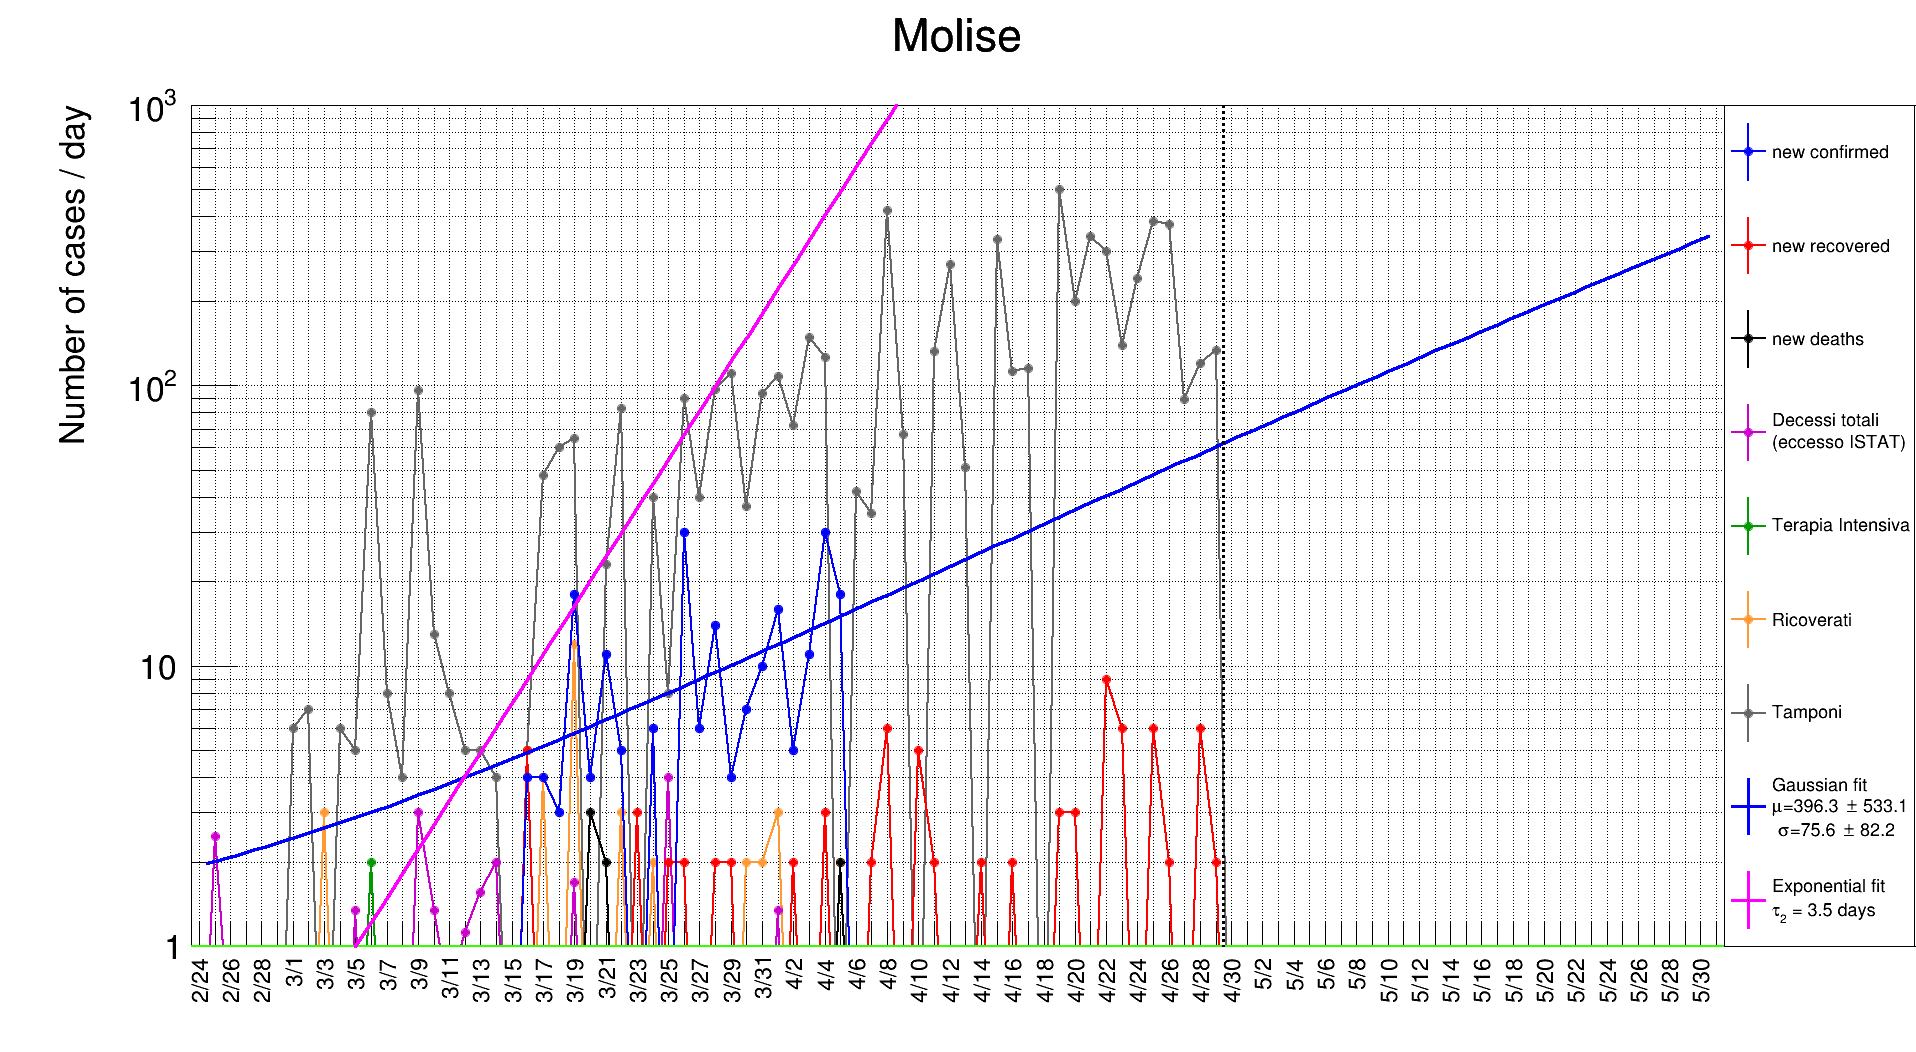 Molise
Number of cases / day
10³
10²
10
1
2/24 2/26 2/28 3/1 3/3 3/5 3/7 3/9 3/11 3/13 3/15 3/17 3/19 3/21 3/23 3/25 3/27 3/29 3/31 4/2 4/4 4/6 4/8 4/10 4/12 4/14 4/16 4/18 4/20 4/22 4/24 4/26 4/28 4/30 5/2 5/4 5/6 5/8 5/10 5/12 5/14 5/16 5/18 5/20 5/22 5/24 5/26 5/28 5/30
new confirmed
new recovered
new deaths
Decessi totali
(eccesso ISTAT)
Terapia Intensiva
Ricoverati
Tamponi
Gaussian fit
μ=396.3 ± 533.1
σ=75.6 ± 82.2
Exponential fit
τ₂ = 3.5 days